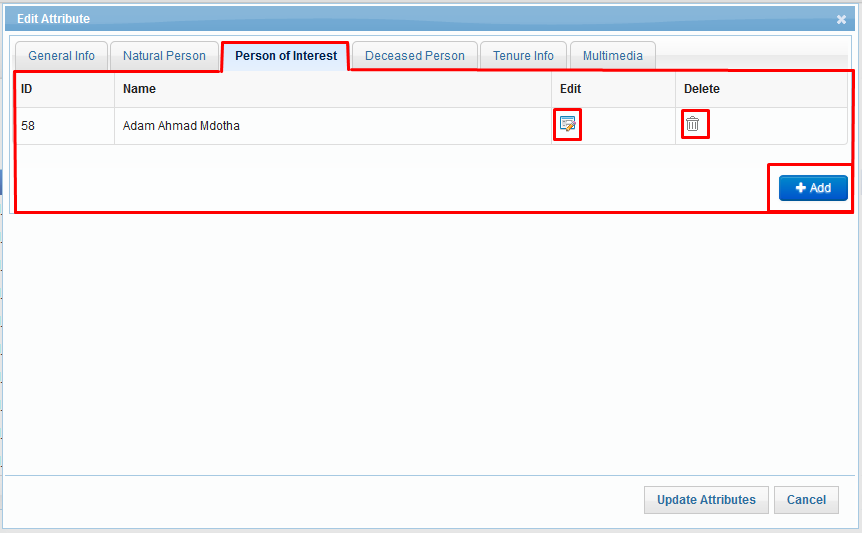 Edit Attribute
General Info Natural Person Person of Interest Deceased Person Tenure Info Multimedia
ID Name Edit Delete
58 Adam Ahmad Mdotha
Add
Update Attributes Cancel